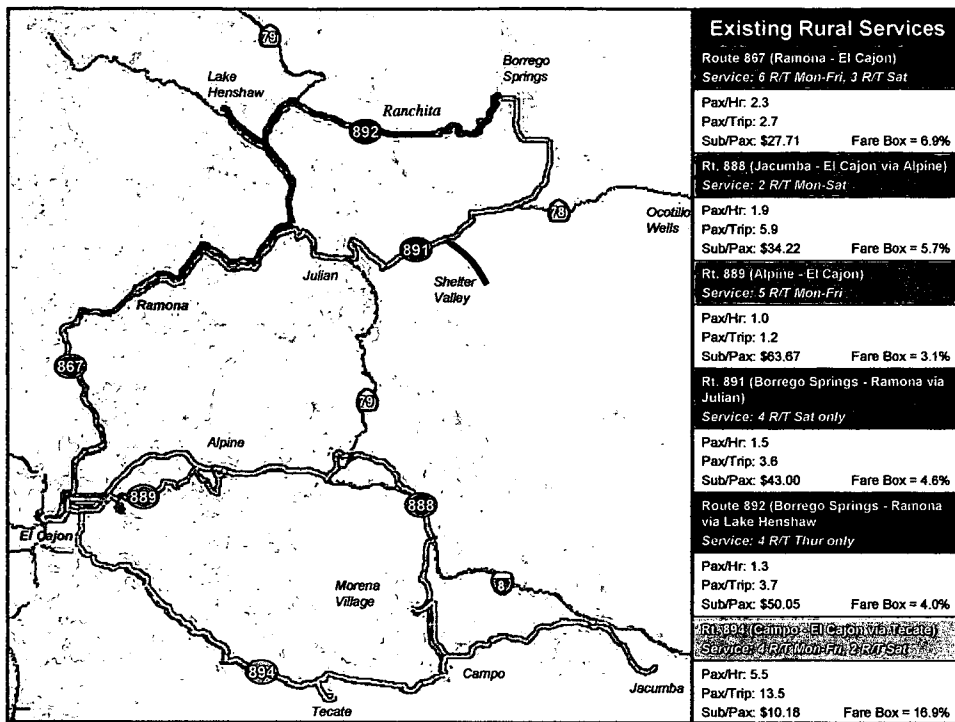 79
Lake
Henshaw
Borrego
Springs
Ranchita
892
78
Ocotillo
Wells
891
Julian
Shelter
Valley
Ramona
867
79
Alpine
889
888
El Cajon
Morena
Village
8
894
Campo
Tecate
Jacumba
Existing Rural Services
Route 867 (Ramona - El Cajon)
Service: 6 R/T Mon-Fri, 3 R/T Sat
Pax/Hr: 2.3
Pax/Trip: 2.7
Sub/Pax: $27.71 Fare Box = 6.9%
Rt. 888 (Jacumba - El Cajon via Alpine)
Service: 2 R/T Mon-Sat
Pax/Hr: 1.9
Pax/Trip: 5.9
Sub/Pax: $34.22 Fare Box = 5.7%
Rt. 889 (Alpine - El Cajon)
Service: 5 R/T Mon-Fri
Pax/Hr: 1.0
Pax/Trip: 1.2
Sub/Pax: $63.67 Fare Box = 3.1%
Rt. 891 (Borrego Springs - Ramona via
Julian)
Service: 4 R/T Sat only
Pax/Hr: 1.5
Pax/Trip: 3.6
Sub/Pax: $43.00 Fare Box = 4.6%
Route 892 (Borrego Springs - Ramona
via Lake Henshaw
Service: 4 R/T Thur only
Pax/Hr: 1.3
Pax/Trip: 3.7
Sub/Pax: $50.05 Fare Box = 4.0%
Rt. 894 (Campo - El Cajon via Tecate)
Service: 4 R/T Mon-Fri, 2 R/T Sat
Pax/Hr: 5.5
Pax/Trip: 13.5
Sub/Pax: $10.18 Fare Box = 16.9%